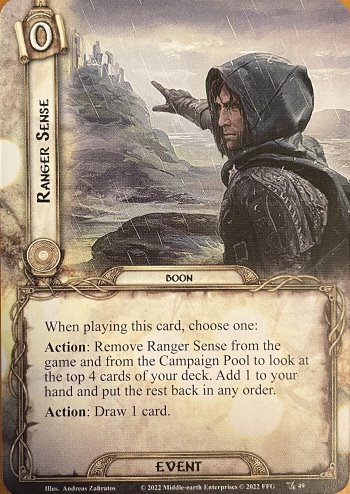 0
RANGER SENSE
BOON
When playing this card, choose one:
Action: Remove Ranger Sense from the
game and from the Campaign Pool to look at
the top 4 cards of your deck. Add 1 to your
hand and put the rest back in any order.
Action: Draw 1 card.
EVENT
Illus. Andreas Zafiratos © 2022 Middle-earth Enterprises © 2022 FFG 49